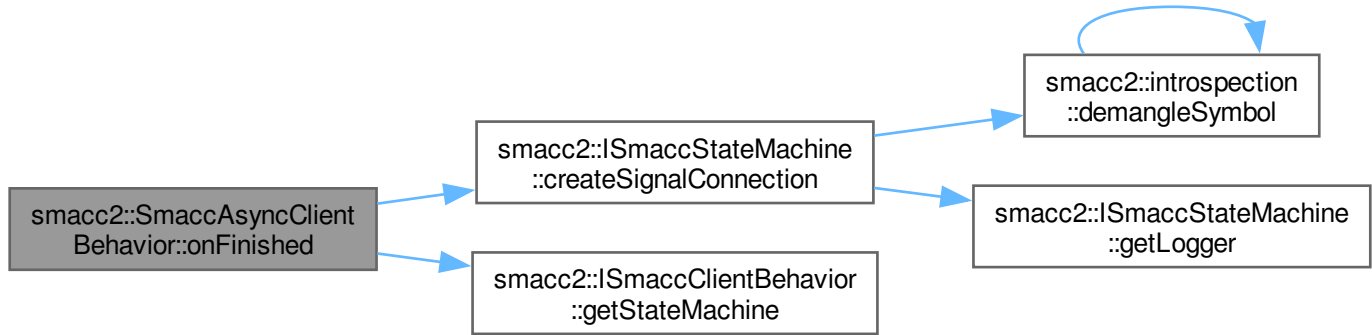 smacc2::SmaccAsyncClient
Behavior::onFinished
smacc2::ISmaccStateMachine
::createSignalConnection
smacc2::ISmaccClientBehavior
::getStateMachine
smacc2::introspection
::demangleSymbol
smacc2::ISmaccStateMachine
::getLogger